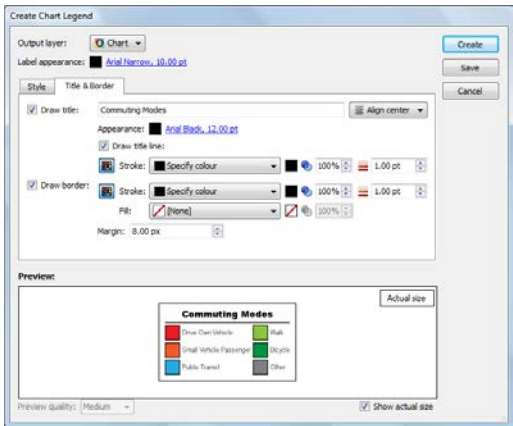 Create Chart Legend
Output layer: Chart Create
Label appearance: Arial Narrow, 10.00 pt Save
Style Title & Border Cancel
Draw title: Commuting Modes Align center
Appearance: Arial Black, 12.00 pt
Draw title line:
Stroke: Specify colour 100% 1.00 pt
Draw border: Stroke: Specify colour 100% 1.00 pt
Fill: [None] 100%
Margin: 8.00 px
Preview:
Actual size
Commuting Modes
Drive Own Vehicle Walk
Small Vehicle Passenger Bicycle
Public Transit Other
Preview quality: Medium Show actual size